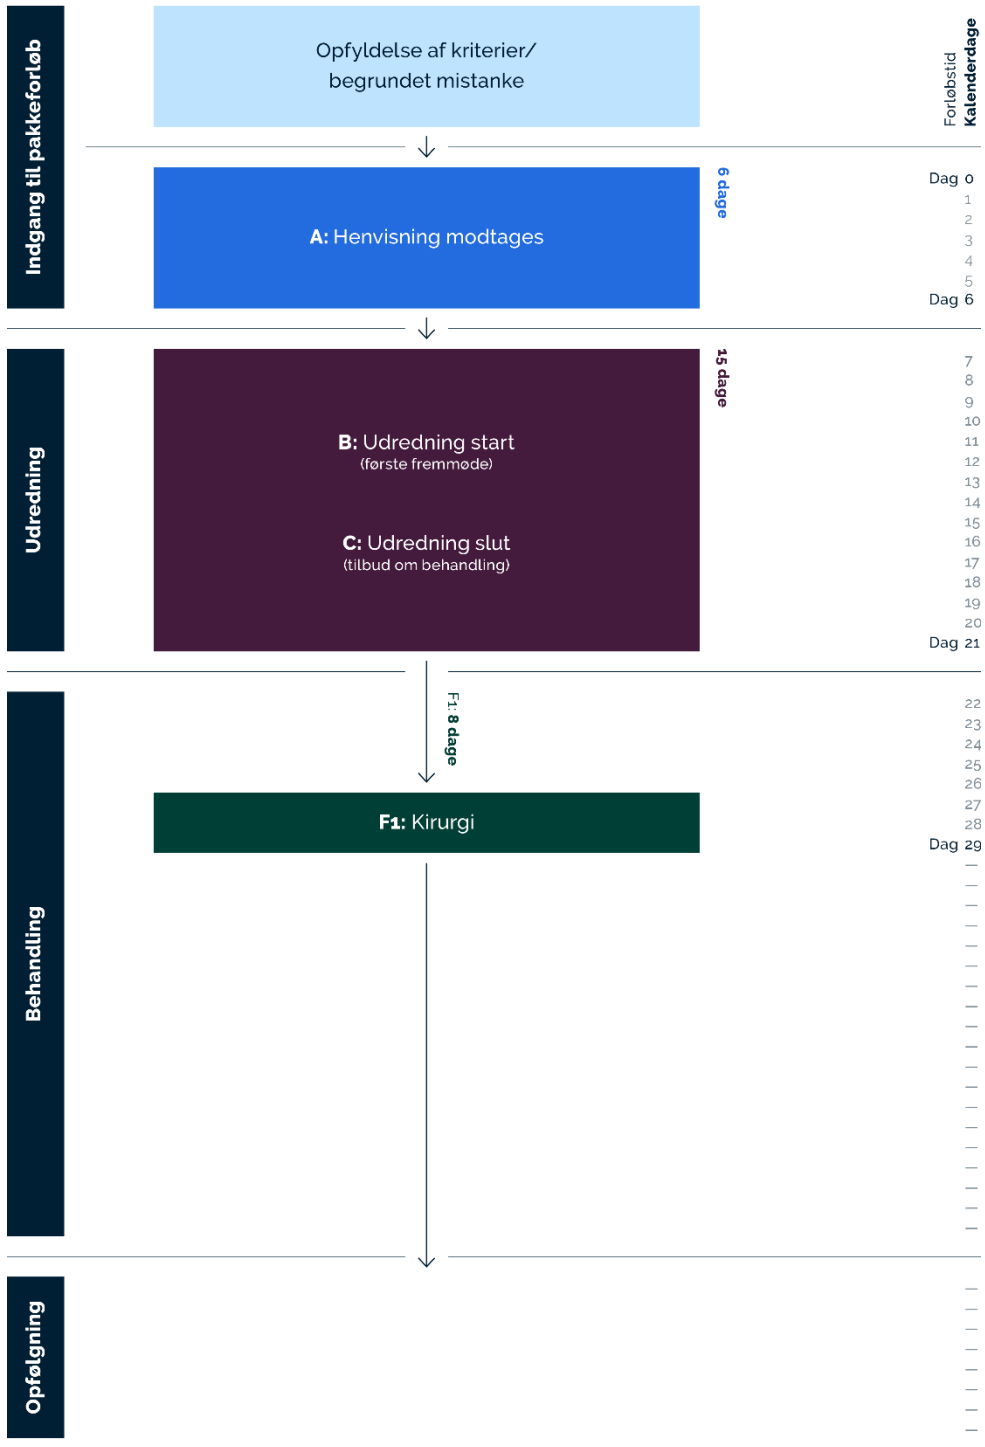 Indgang til pakkeforløb
Opfyldelse af kriterier/
begrundet mistanke
Forløbstid
Kalenderdage
A: Henvisning modtages
6 dage
Dag 0
1
2
3
4
5
Dag 6
Udredning
B: Udredning start
(første fremmøde)
C: Udredning slut
(tilbud om behandling)
15 dage
7
8
9
10
11
12
13
14
15
16
17
18
19
20
Dag 21
Behandling
F1: 8 dage
F1: Kirurgi
22
23
24
25
26
27
28
Dag 29
Opfølgning